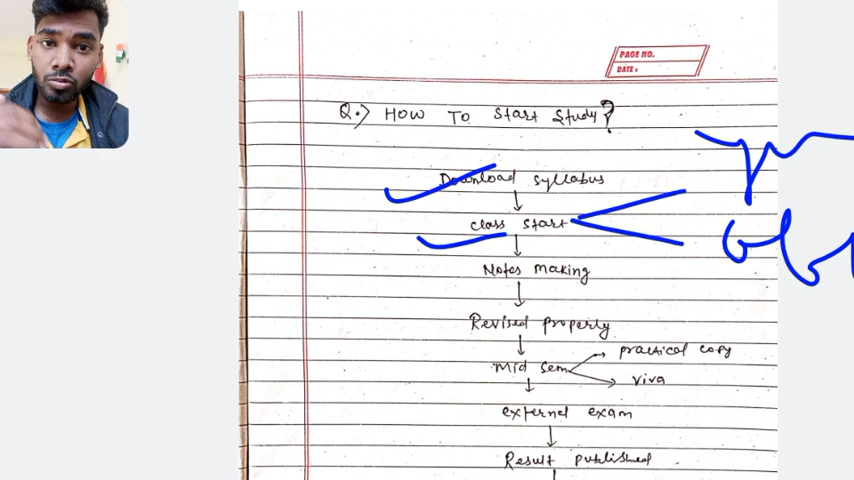 PAGE NO.
DATE :
Q.) HOW TO Start Study?
Download syllabus
class start
Notes making
Revised property
Mid sem
practical copy
viva
external exam
Result published